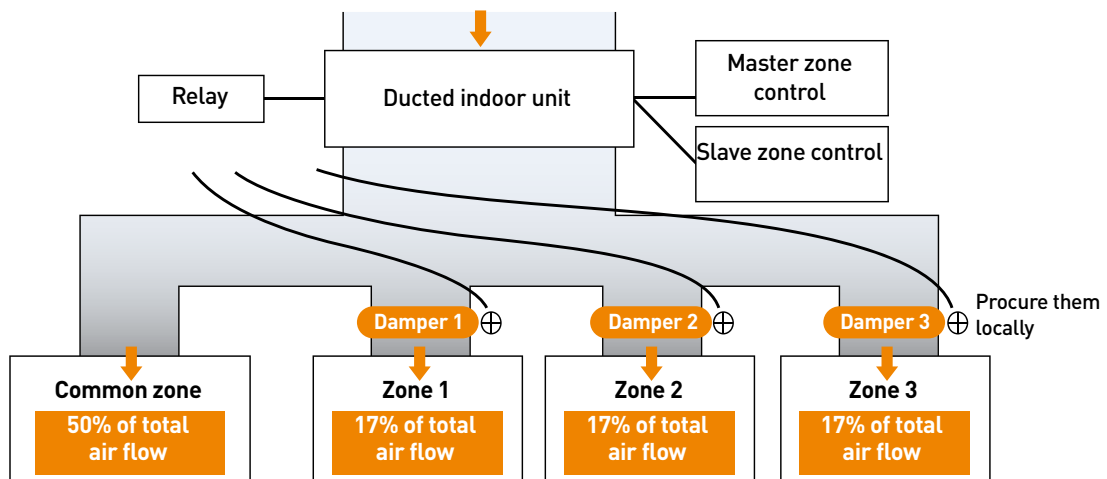 Relay
Ducted indoor unit
Master zone
control
Slave zone control
Damper 1
Damper 2
Damper 3
Procure them
locally
Common zone
50% of total
air flow
Zone 1
17% of total
air flow
Zone 2
17% of total
air flow
Zone 3
17% of total
air flow